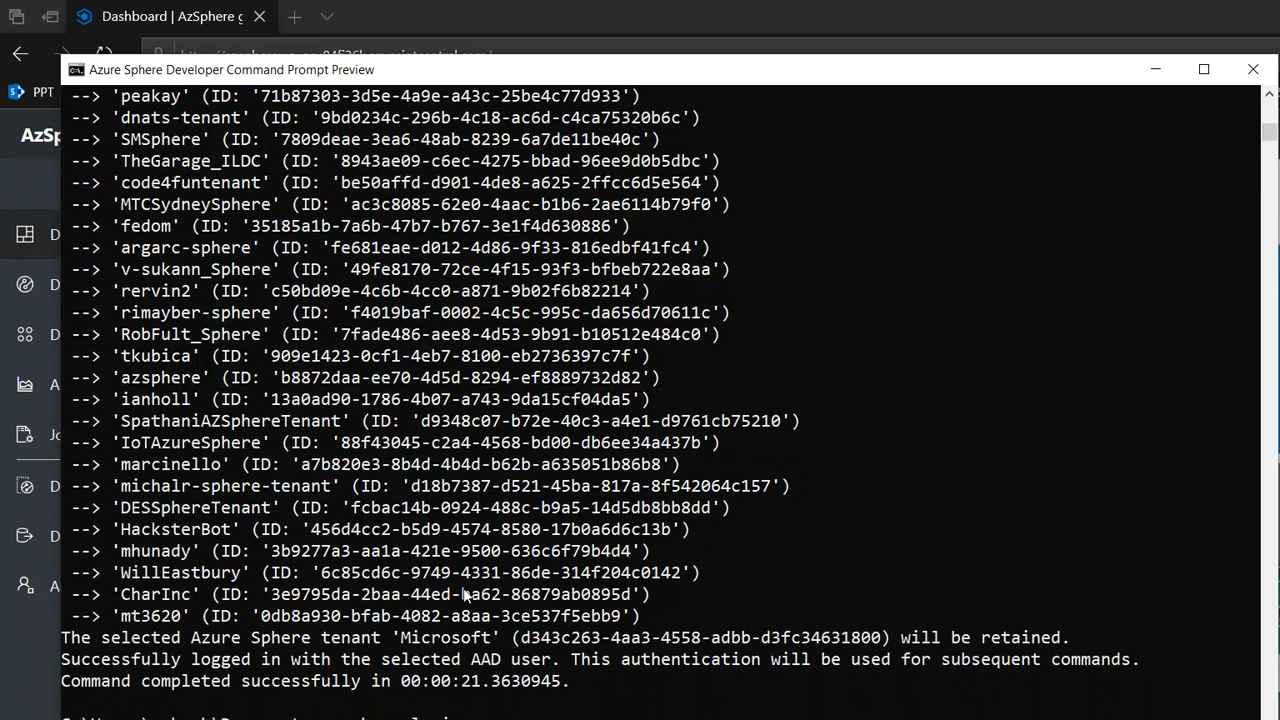 Dashboard | AzSphere g
PPT
Azure Sphere Developer Command Prompt Preview
AzSp
D
D
D
A
Jo
D
D
A
--> 'peakay' (ID: '71b87303-3d5e-4a9e-a43c-25be4c77d933')
--> 'dnats-tenant' (ID: '9bd0234c-296b-4c18-ac6d-c4ca75320b6c')
--> 'SMSphere' (ID: '7809deae-3ea6-48ab-8239-6a7de11be40c')
--> 'TheGarage_ILDC' (ID: '8943ae09-c6ec-4275-bbad-96ee9d0b5dbc')
--> 'code4funtenant' (ID: 'be50affd-d901-4de8-a625-2ffcc6d5e564')
--> 'MTCSydneySphere' (ID: 'ac3c8085-62e0-4aac-b1b6-2ae6114b79f0')
--> 'fedom' (ID: '35185a1b-7a6b-47b7-b767-3e1f4d630886')
--> 'argarc-sphere' (ID: 'fe681eae-d012-4d86-9f33-816edbf41fc4')
--> 'v-sukann_Sphere' (ID: '49fe8170-72ce-4f15-93f3-bfbeb722e8aa')
--> 'rervin2' (ID: 'c50bd09e-4c6b-4cc0-a871-9b02f6b82214')
--> 'rimayber-sphere' (ID: 'f4019baf-0002-4c5c-995c-da656d70611c')
--> 'RobFult_Sphere' (ID: '7fade486-aee8-4d53-9b91-b10512e484c0')
--> 'tkubica' (ID: '909e1423-0cf1-4eb7-8100-eb2736397c7f')
--> 'azsphere' (ID: 'b8872daa-ee70-4d5d-8294-ef8889732d82')
--> 'ianholl' (ID: '13a0ad90-1786-4b07-a743-9da15cf04da5')
--> 'SpathaniAZSphereTenant' (ID: 'd9348c07-b72e-40c3-a4e1-d9761cb75210')
--> 'IoTAzureSphere' (ID: '88f43045-c2a4-4568-bd00-db6ee34a437b')
--> 'marcinello' (ID: 'a7b820e3-8b4d-4b4d-b62b-a635051b86b8')
--> 'michalr-sphere-tenant' (ID: 'd18b7387-d521-45ba-817a-8f542064c157')
--> 'DESSphereTenant' (ID: 'fcbac14b-0924-488c-b9a5-14d5db8bb8dd')
--> 'HacksterBot' (ID: '456d4cc2-b5d9-4574-8580-17b0a6d6c13b')
--> 'mhunady' (ID: '3b9277a3-aa1a-421e-9500-636c6f79b4d4')
--> 'WillEastbury' (ID: '6c85cd6c-9749-4331-86de-314f204c0142')
--> 'CharInc' (ID: '3e9795da-2baa-44ed-ba62-86879ab0895d')
--> 'mt3620' (ID: '0db8a930-bfab-4082-a8aa-3ce537f5ebb9')
The selected Azure Sphere tenant 'Microsoft' (d343c263-4aa3-4558-adbb-d3fc34631800) will be retained.
Successfully logged in with the selected AAD user. This authentication will be used for subsequent commands.
Command completed successfully in 00:00:21.3630945.